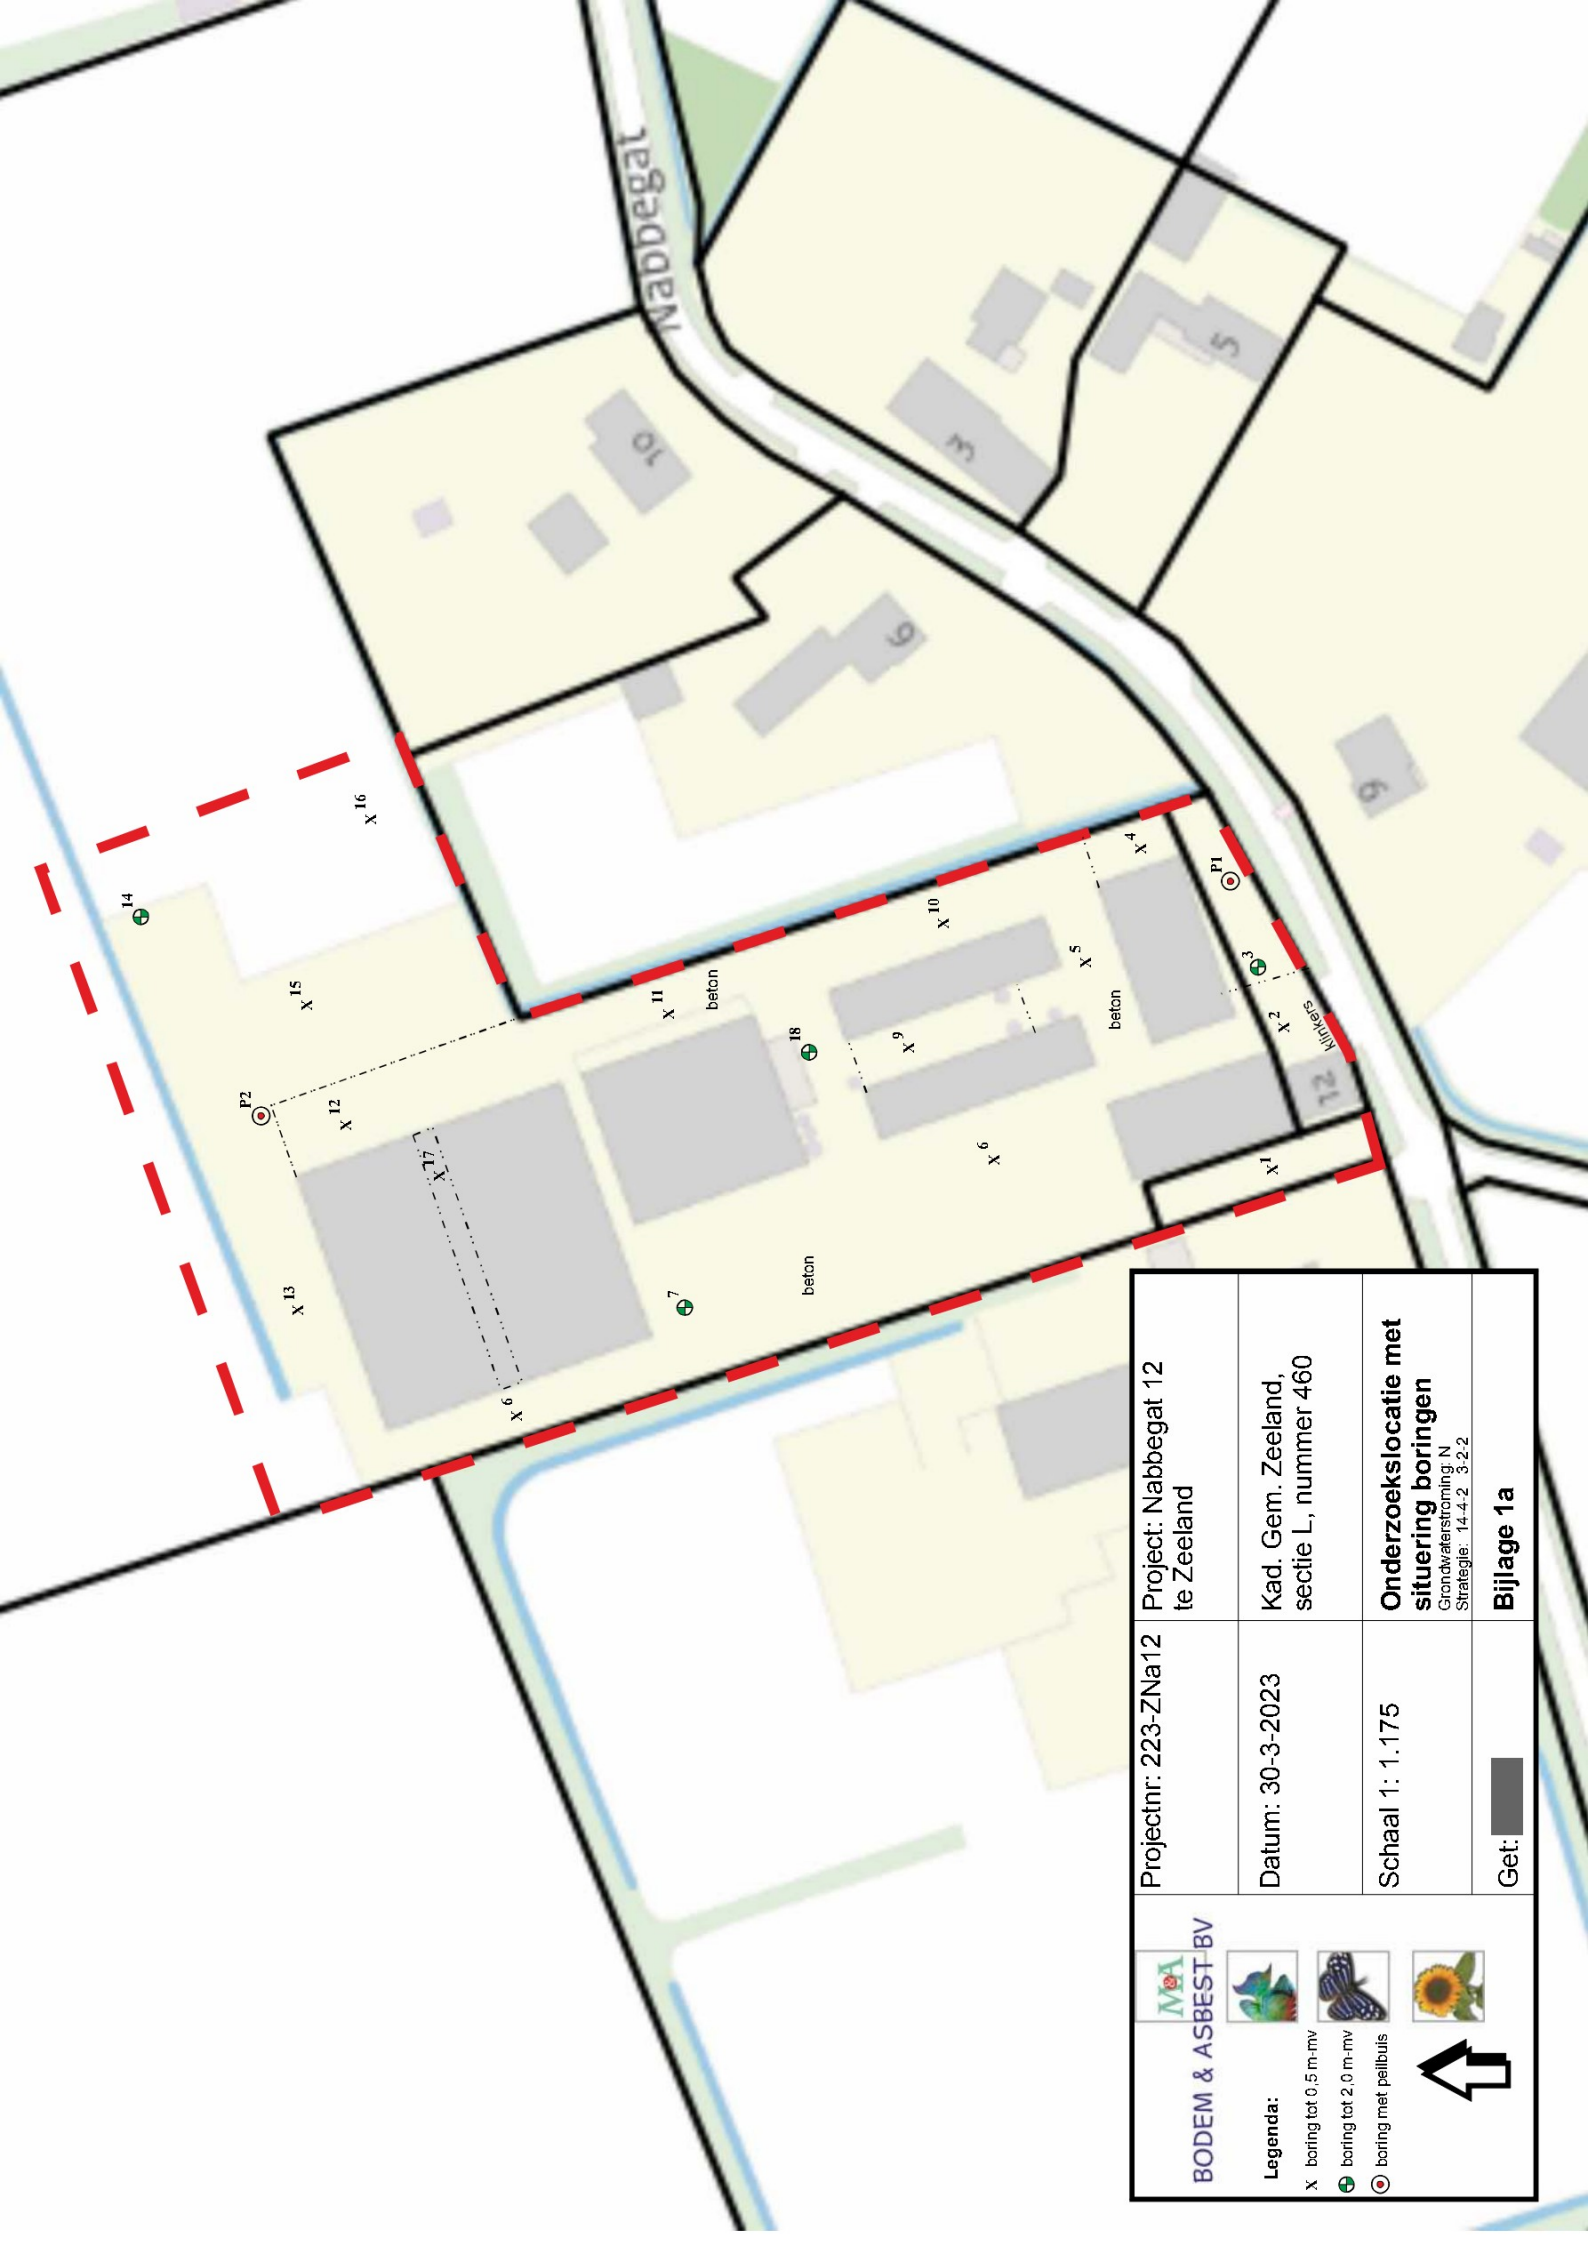 Nabbegat
10
3
5
9
9
12
14
X 16
X 15
P2
X 12
X 17
X 13
X 6
7
X 11
beton
18
X 10
X 9
X 5
beton
X 4
P1
3
X 2
Klinkers
X 6
X 1
beton
Projectnr: 223-ZNa12
Project: Nabbegat 12
te Zeeland
Datum: 30-3-2023
Kad. Gem. Zeeland,
sectie L, nummer 460
Schaal 1: 1.175
Onderzoekslocatie met
situering boringen
Grondwaterstroming: N
Strategie: 14-4-2 3-2-2
Get:
Bijlage 1a
M&A
BODEM & ASBEST BV
Legenda:
X boring tot 0,5 m-mv
boring tot 2,0 m-mv
boring met peilbuis